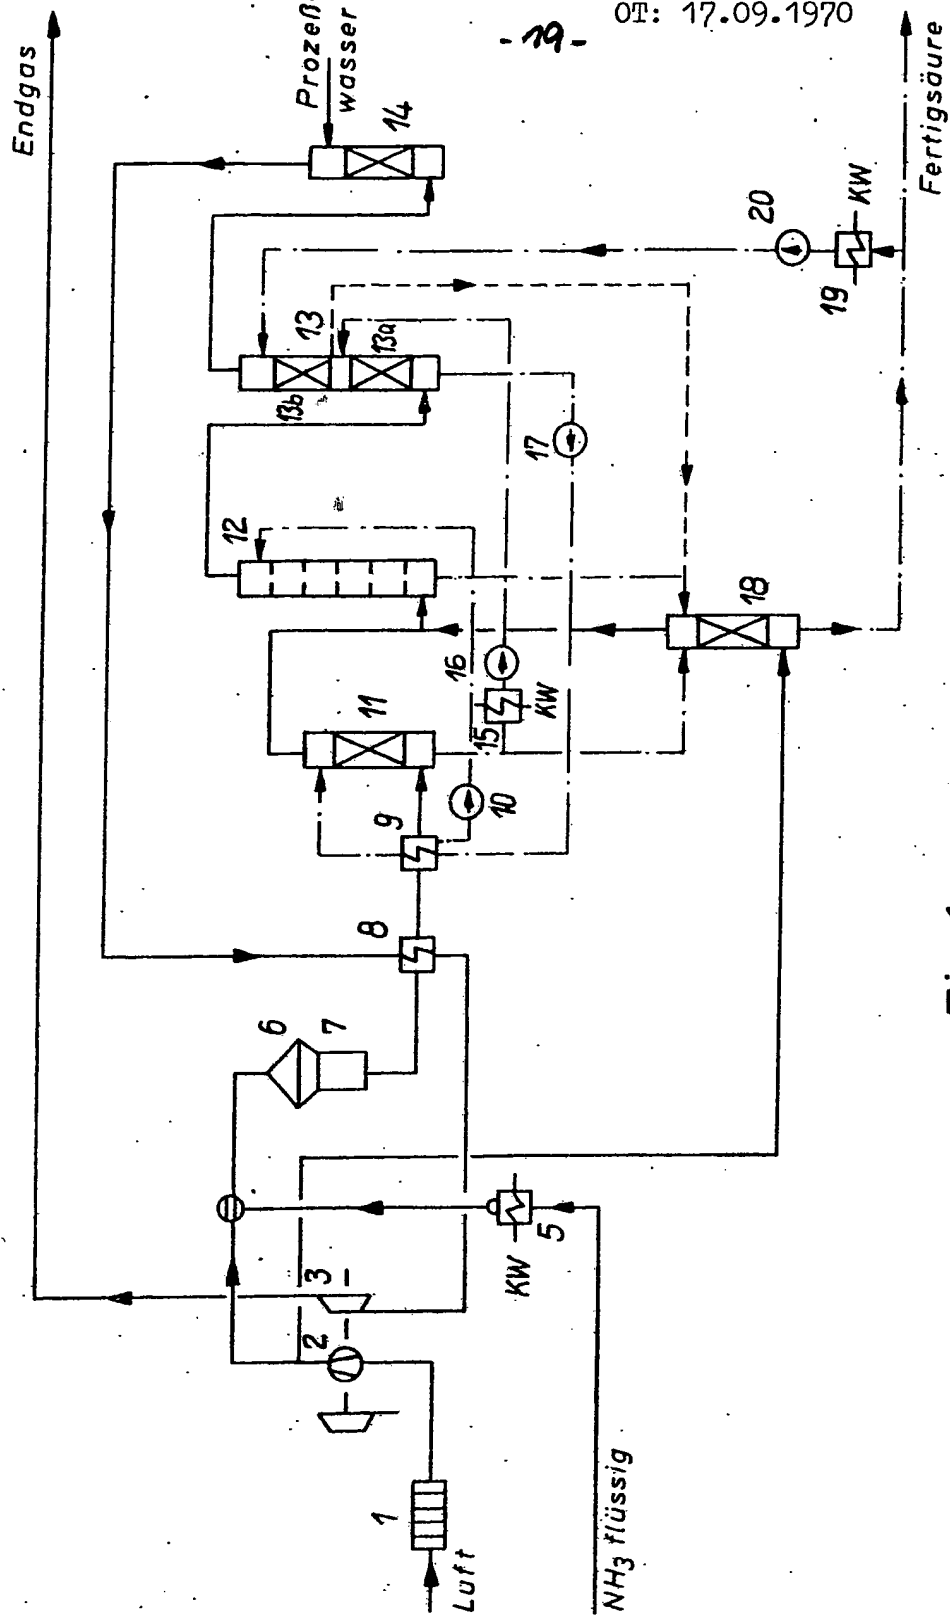 OT: 17.09.1970
- 19 -
Endgas
Prozeß-
wasser
14
13
13a
13b
12
20
KW
19
Fertigsäure
17
18
16
15
KW
11
10
9
8
6
7
3
2
KW
5
1
Luft
NH3 flüssig